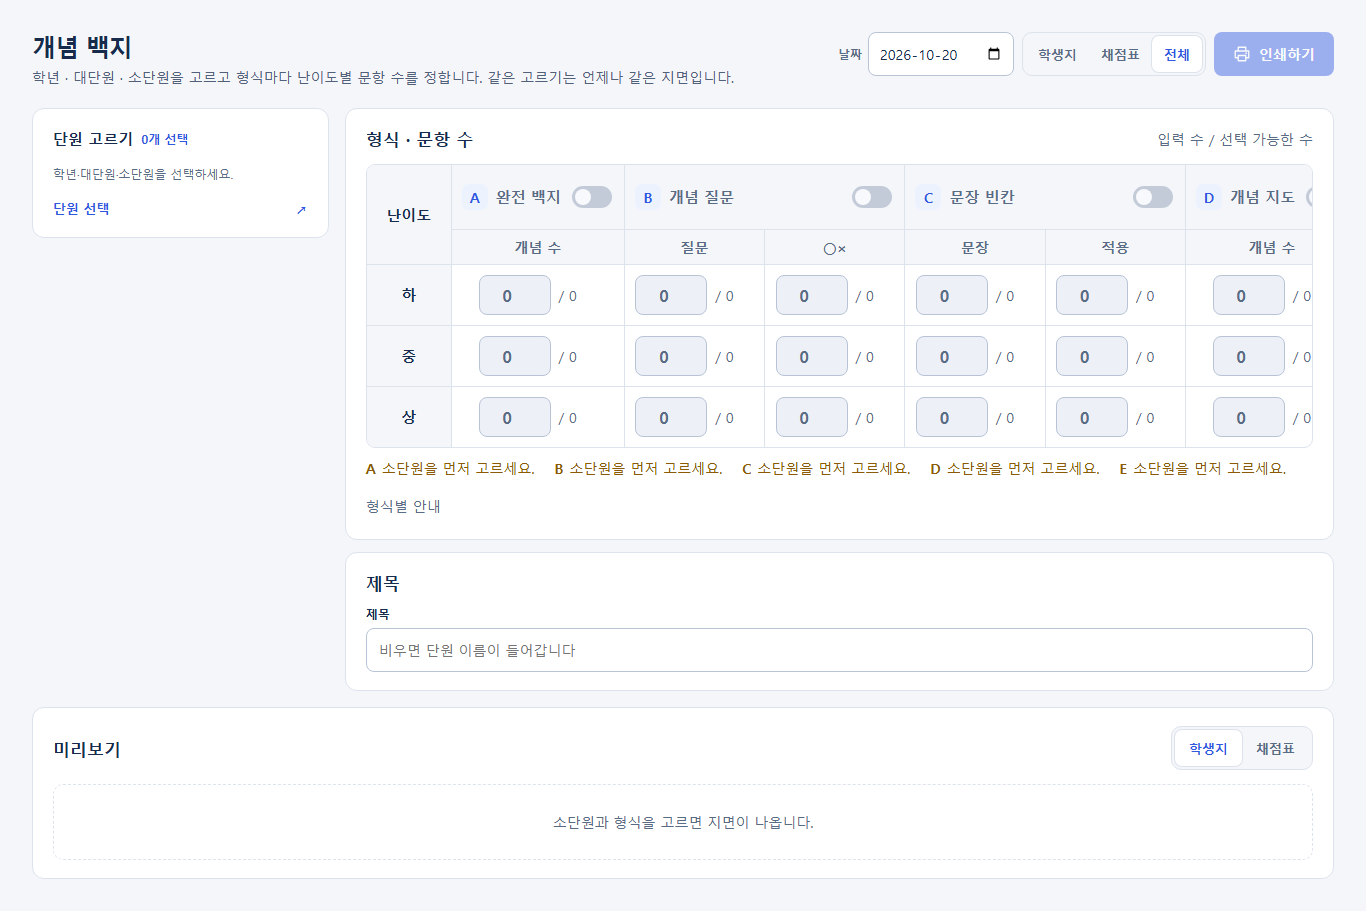 개념 백지
학년 · 대단원 · 소단원을 고르고 형식마다 난이도별 문항 수를 정합니다. 같은 고르기는 언제나 같은 지면입니다.
날짜 2026-10-20 학생지 채점표 전체 인쇄하기
단원 고르기 0개 선택
학년·대단원·소단원을 선택하세요.
단원 선택 ↗
형식 · 문항 수
입력 수 / 선택 가능한 수
난이도 A 완전 백지 B 개념 질문 C 문장 빈칸 D 개념 지도
개념 수 질문 ○× 문장 적용 개념 수
하 0 / 0 0 / 0 0 / 0 0 / 0 0 / 0 0 / 0
중 0 / 0 0 / 0 0 / 0 0 / 0 0 / 0 0 / 0
상 0 / 0 0 / 0 0 / 0 0 / 0 0 / 0 0 / 0
A 소단원을 먼저 고르세요. B 소단원을 먼저 고르세요. C 소단원을 먼저 고르세요. D 소단원을 먼저 고르세요. E 소단원을 먼저 고르세요.
형식별 안내
제목
제목
비우면 단원 이름이 들어갑니다
미리보기
학생지 채점표
소단원과 형식을 고르면 지면이 나옵니다.